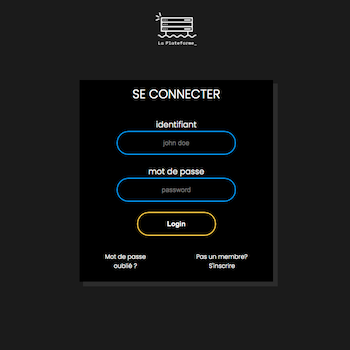 La Plateforme_
SE CONNECTER
identifiant
john doe
mot de passe
password
Login
Mot de passe
oublié ?
Pas un membre?
S'inscrire